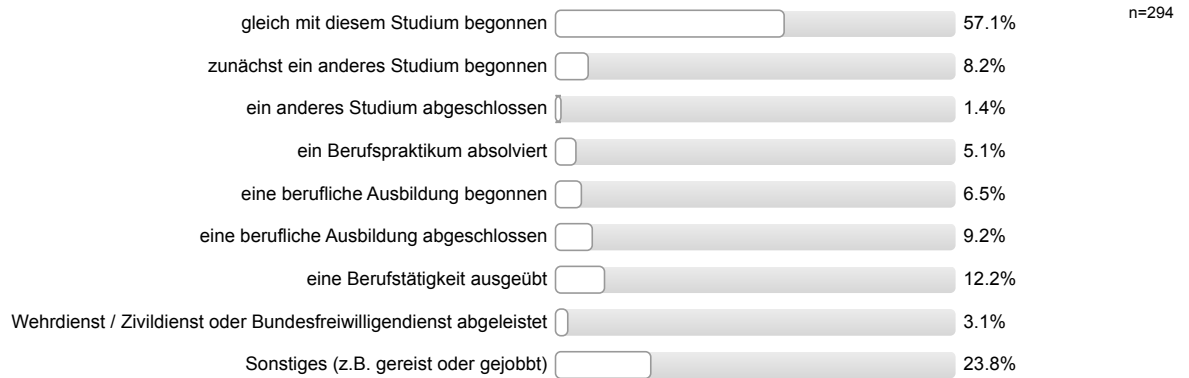 n=294
gleich mit diesem Studium begonnen 57.1%
zunächst ein anderes Studium begonnen 8.2%
ein anderes Studium abgeschlossen 1.4%
ein Berufspraktikum absolviert 5.1%
eine berufliche Ausbildung begonnen 6.5%
eine berufliche Ausbildung abgeschlossen 9.2%
eine Berufstätigkeit ausgeübt 12.2%
Wehrdienst / Zivildienst oder Bundesfreiwilligendienst abgeleistet 3.1%
Sonstiges (z.B. gereist oder gejobbt) 23.8%